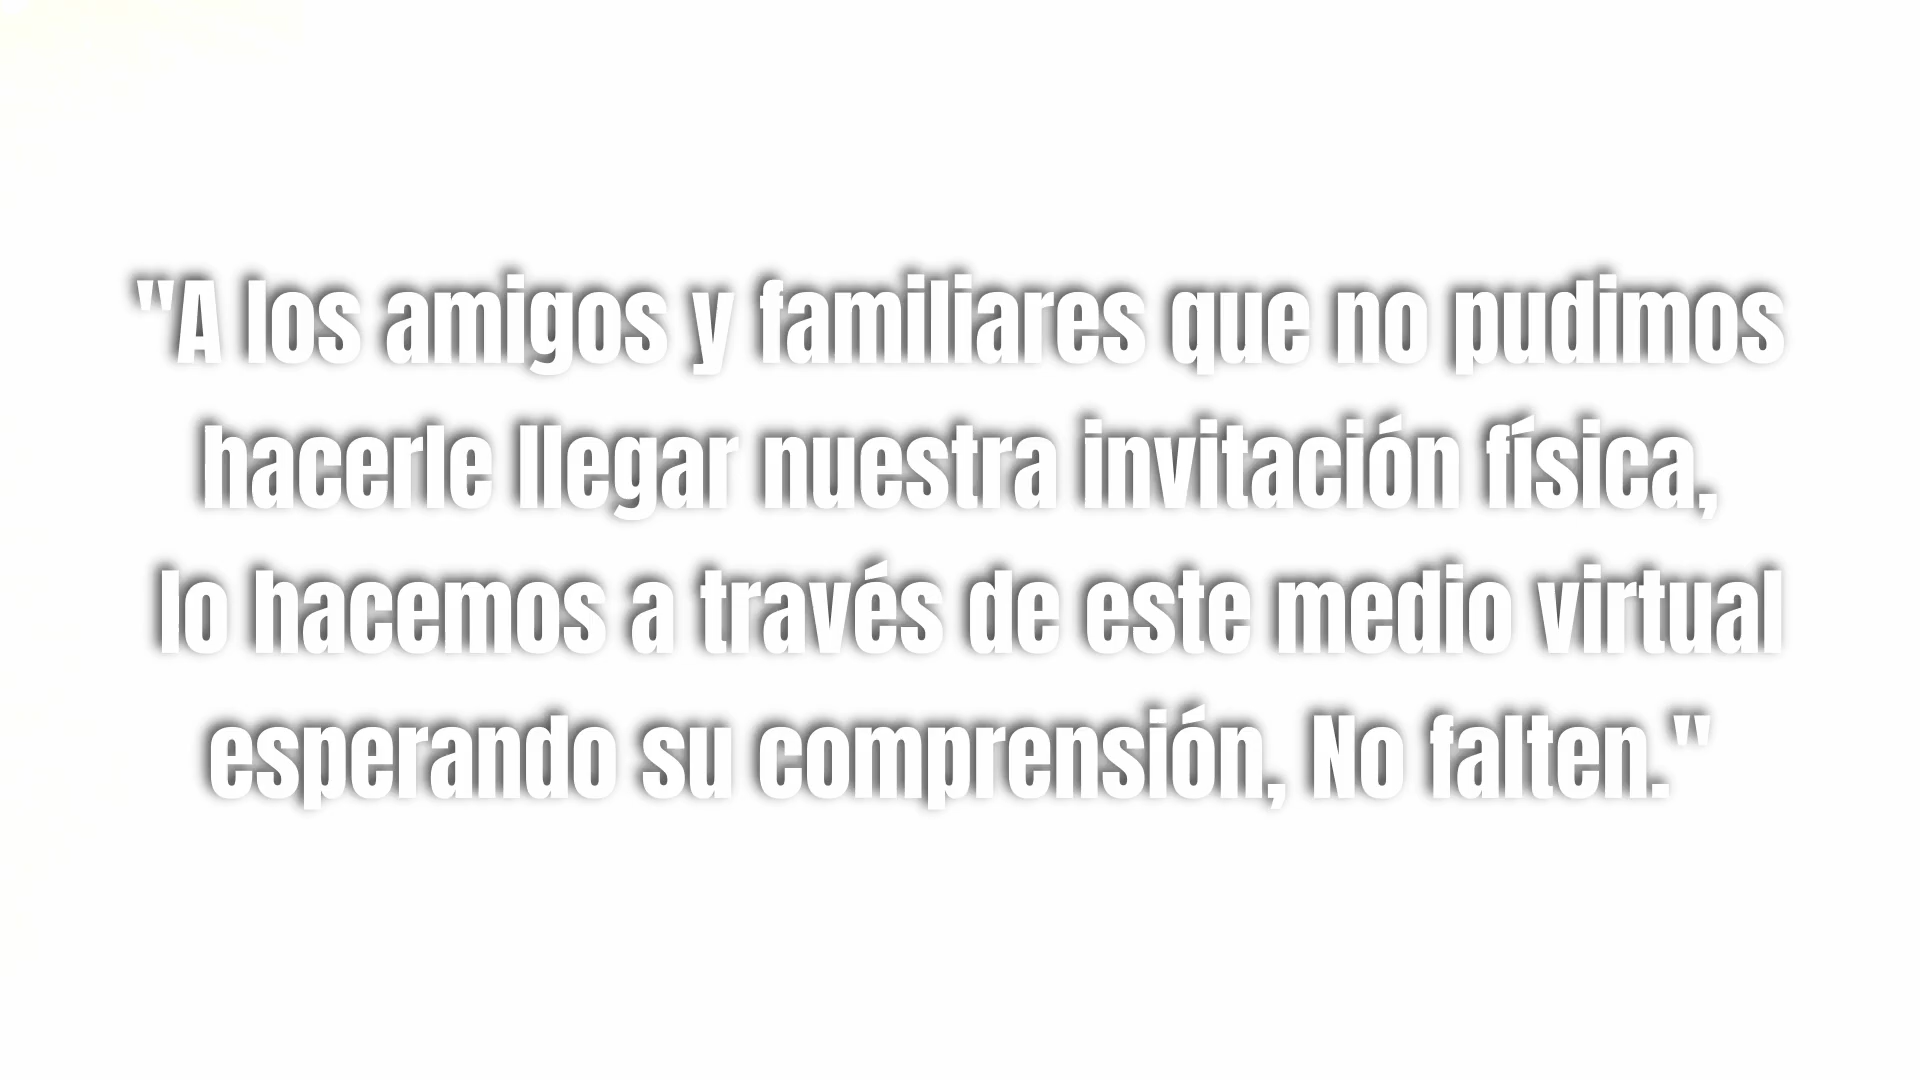 "A los amigos y familiares que no pudimos
hacerle llegar nuestra invitación física,
lo hacemos a través de este medio virtual
esperando su comprensión, No falten."